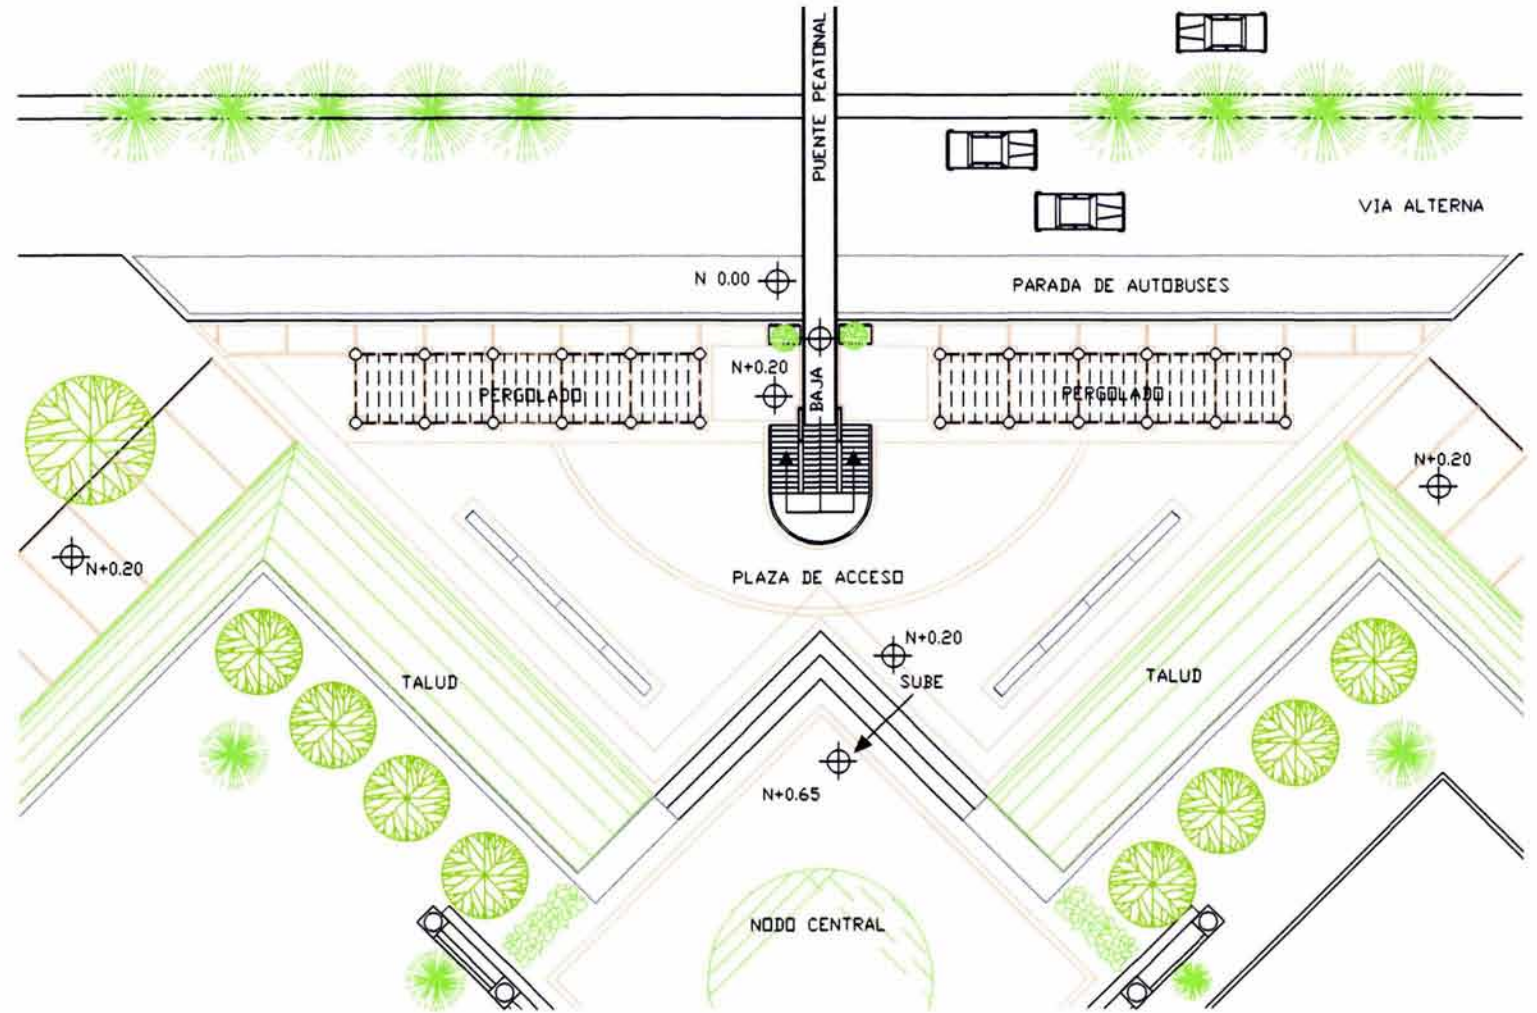 PUENTE PEATONAL
VIA ALTERNA
N 0.00
PARADA DE AUTOBUSES
N+0.20
BAJA
PERGOLADO
PERGOLADO
N+0.20
N+0.20
PLAZA DE ACCESO
N+0.20
SUBE
TALUD
TALUD
N+0.65
NODO CENTRAL